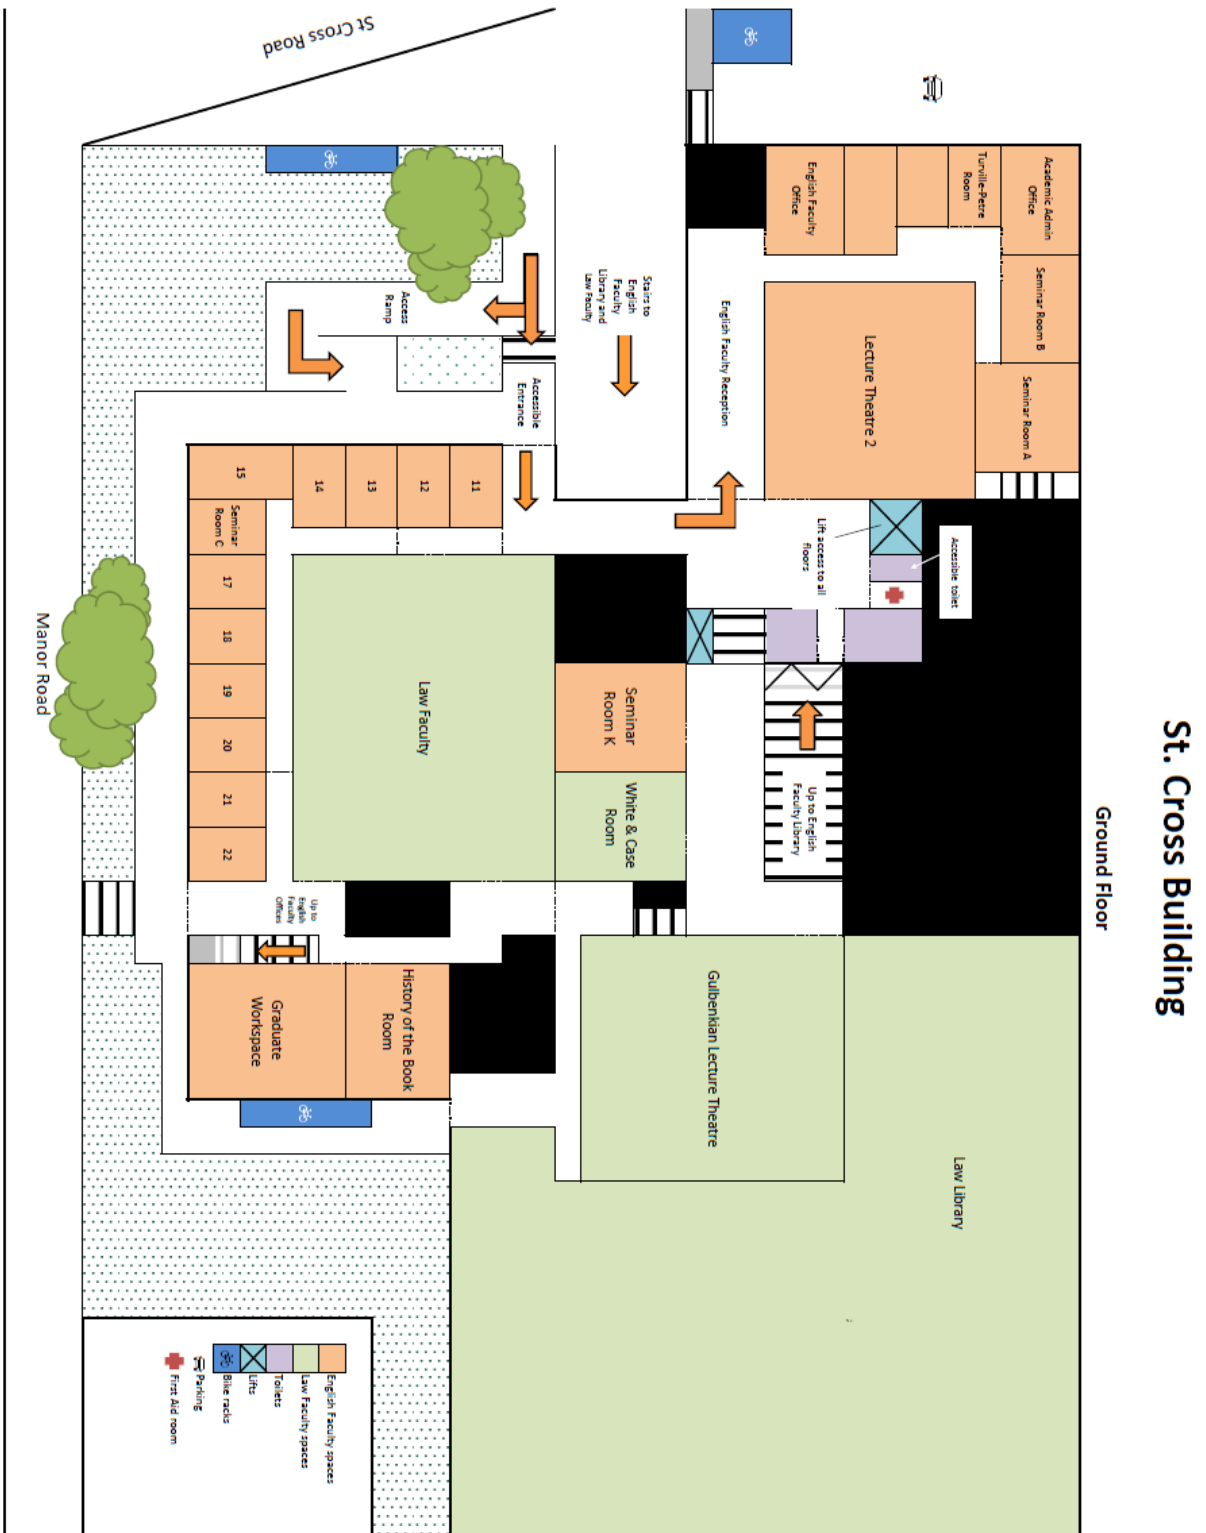 St. Cross Building
Ground Floor
St Cross Road
Academic Admin
Office
Turville-Petre
Room
English Faculty
Office
Seminar Room B
Seminar Room A
Lecture Theatre 2
English Faculty Reception
Stairs to
English
Faculty
Library and
Law Faculty
Access
Ramp
Accessible
Entrance
Lift access to all
floors
Accessible toilet
11
12
13
14
15
Seminar
Room C
17
18
19
20
21
22
Law Faculty
Seminar
Room K
White & Case
Room
Up to English
Faculty Library
Manor Road
Up to
English
Faculty
Offices
History of the Book
Room
Graduate
Workspace
Gulbenkian Lecture Theatre
Law Library
English Faculty spaces
Law Faculty spaces
Toilets
Lifts
Bike racks
Parking
First Aid room